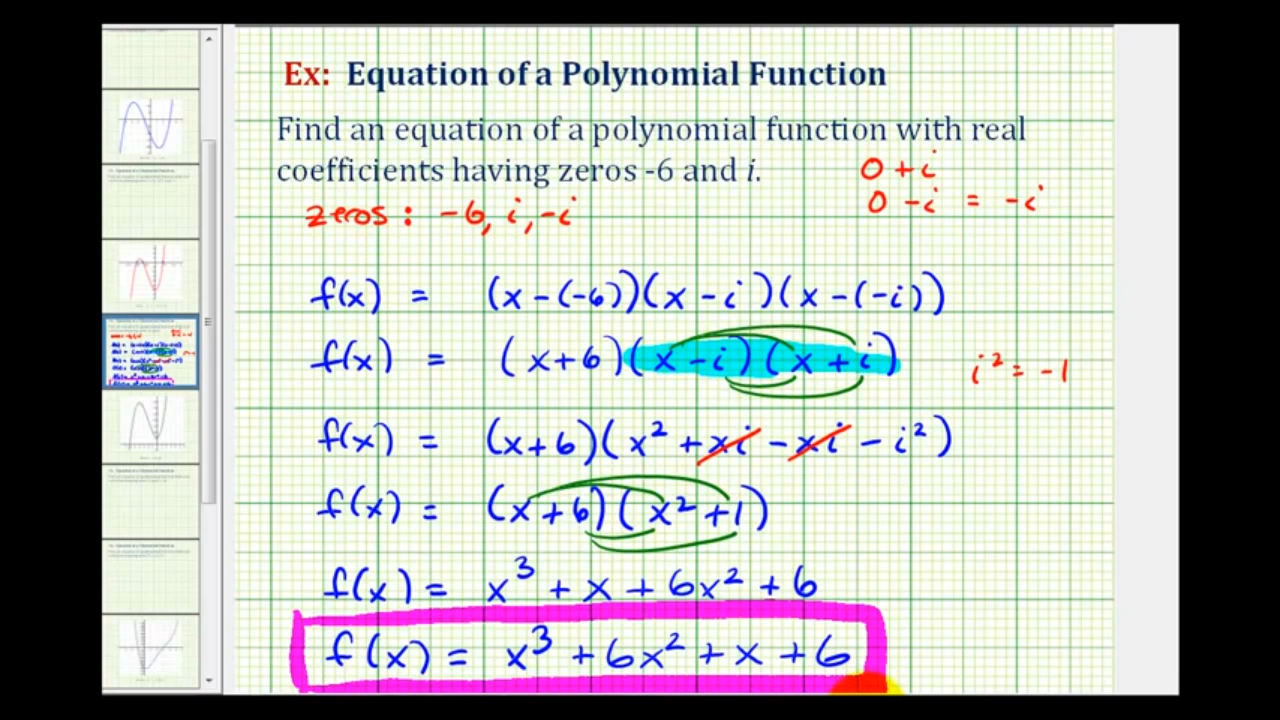 Ex: Equation of a Polynomial Function
Find an equation of a polynomial function with real
coefficients having zeros -6 and i.
0 + i
0 - i = -i
zeros : -6, i, -i
f(x) = (x - (-6))(x - i)(x - (-i))
f(x) = (x+6)(x - i)(x + i)
i² = -1
f(x) = (x+6)(x² + xi - xi - i²)
f(x) = (x+6)(x² + 1)
f(x) = x³ + x + 6x² + 6
f(x) = x³ + 6x² + x + 6